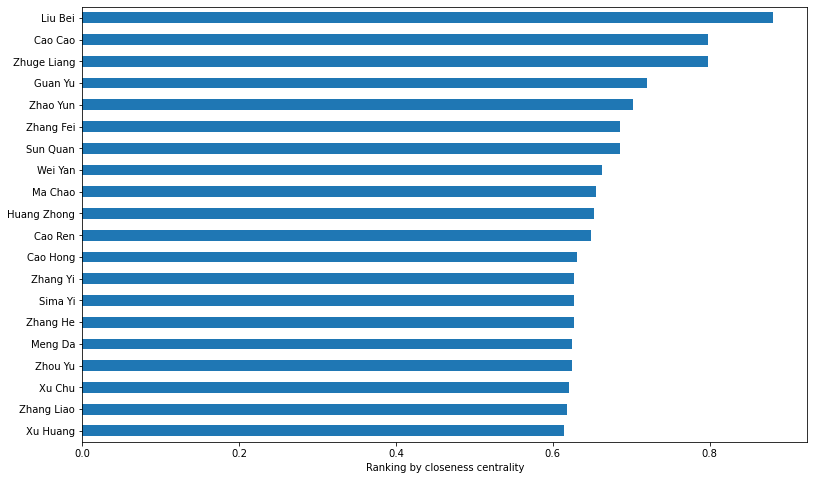 Liu Bei
Cao Cao
Zhuge Liang
Guan Yu
Zhao Yun
Zhang Fei
Sun Quan
Wei Yan
Ma Chao
Huang Zhong
Cao Ren
Cao Hong
Zhang Yi
Sima Yi
Zhang He
Meng Da
Zhou Yu
Xu Chu
Zhang Liao
Xu Huang
0.0 0.2 0.4 0.6 0.8
Ranking by closeness centrality